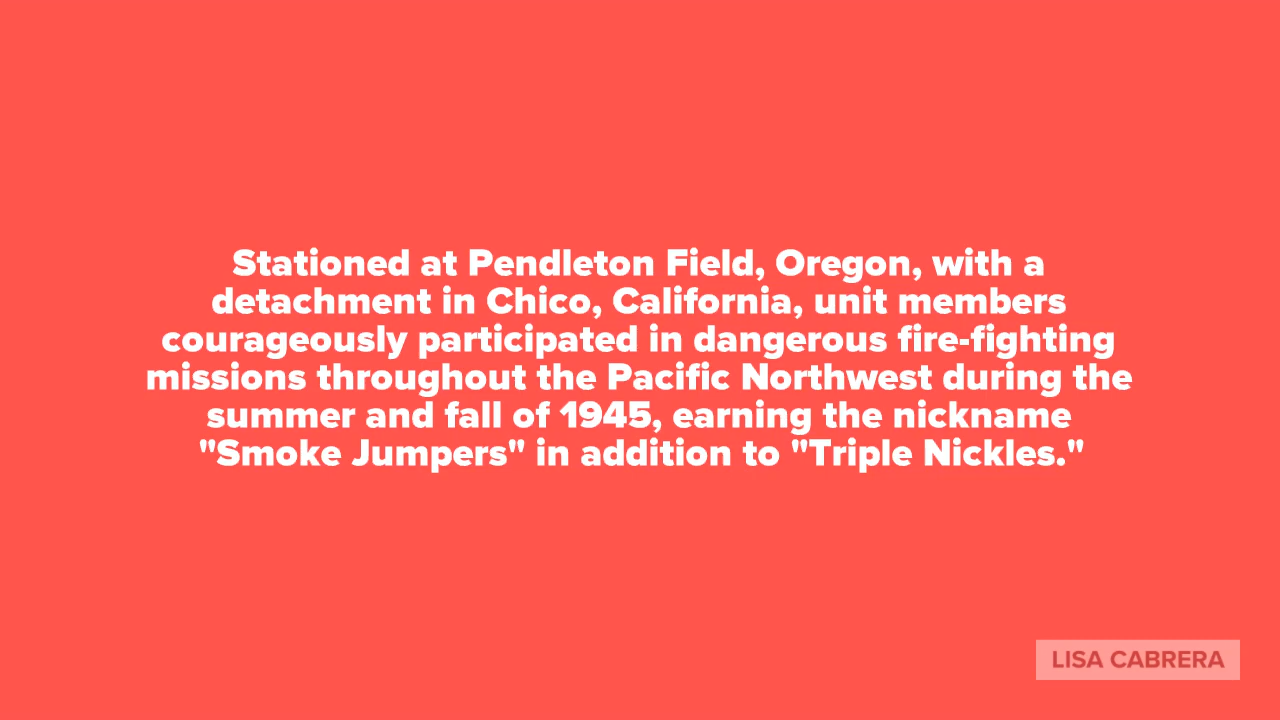 Stationed at Pendleton Field, Oregon, with a
detachment in Chico, California, unit members
courageously participated in dangerous fire-fighting
missions throughout the Pacific Northwest during the
summer and fall of 1945, earning the nickname
"Smoke Jumpers" in addition to "Triple Nickles."
LISA CABRERA